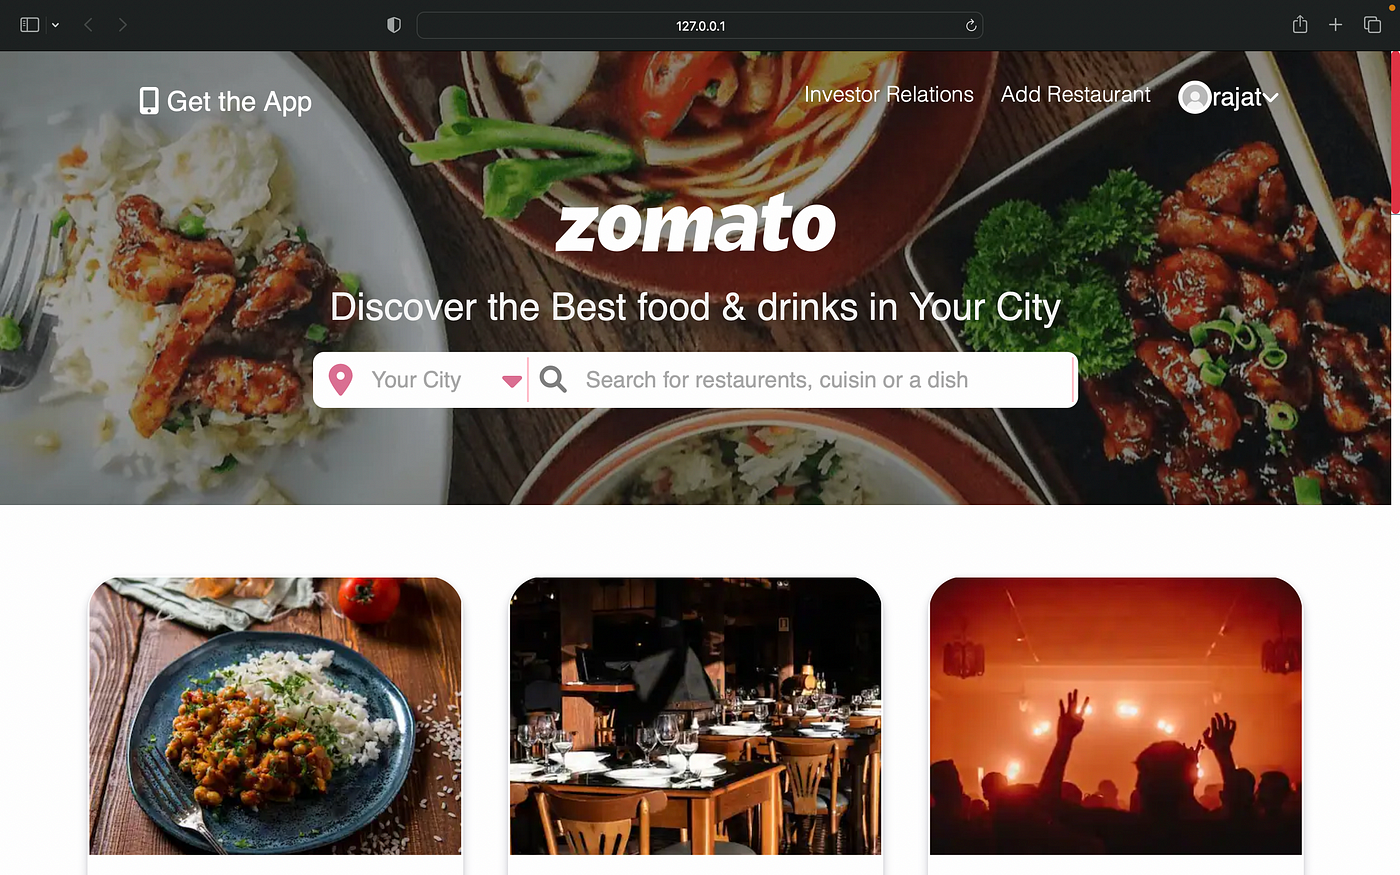 127.0.0.1
Get the App
Investor Relations
Add Restaurant
rajat
zomato
Discover the Best food & drinks in Your City
Your City
Search for restaurents, cuisin or a dish